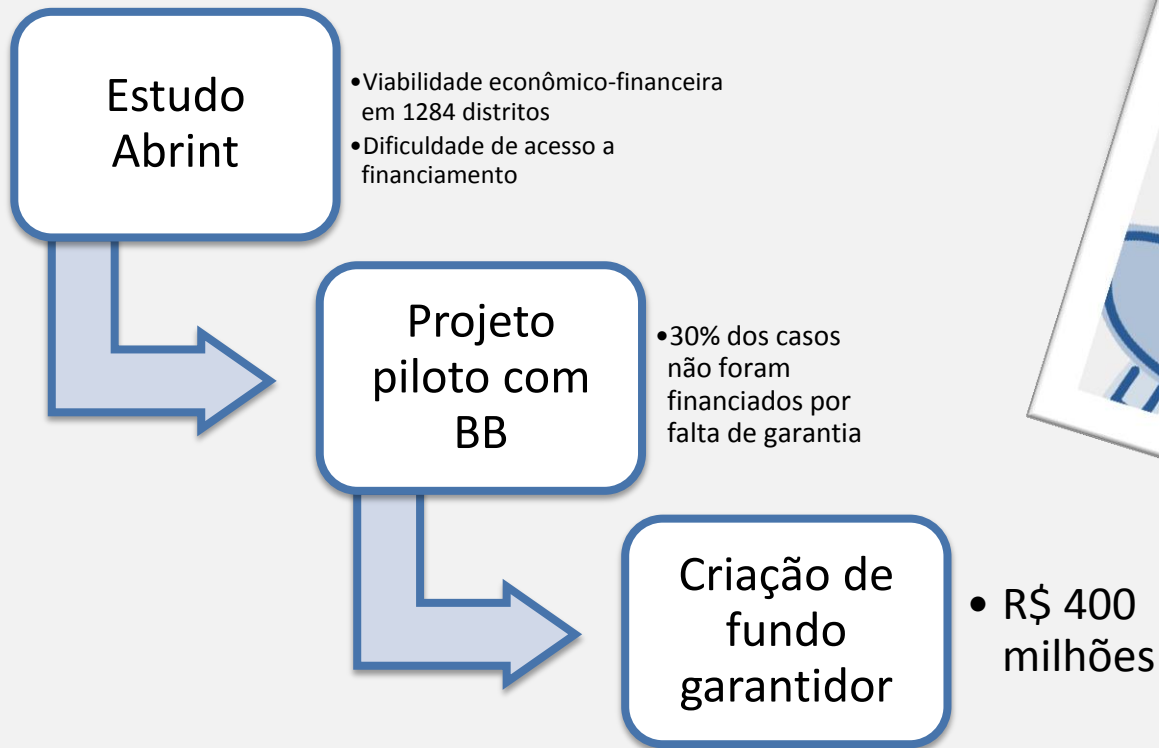 Estudo
Abrint
•Viabilidade econômico-financeira
em 1284 distritos
•Dificuldade de acesso a
financiamento
Projeto
piloto com
BB
•30% dos casos
não foram
financiados por
falta de garantia
Criação de
fundo
garantidor
• R$ 400
milhões